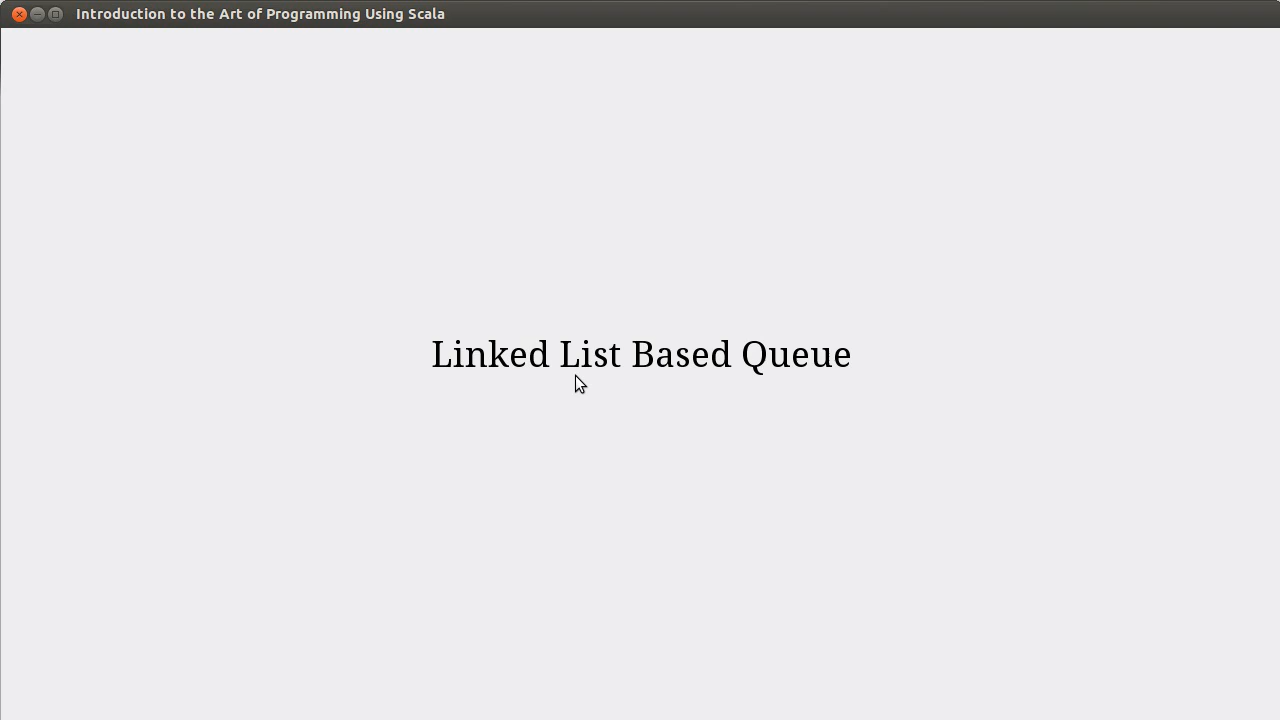 Introduction to the Art of Programming Using Scala
Linked List Based Queue